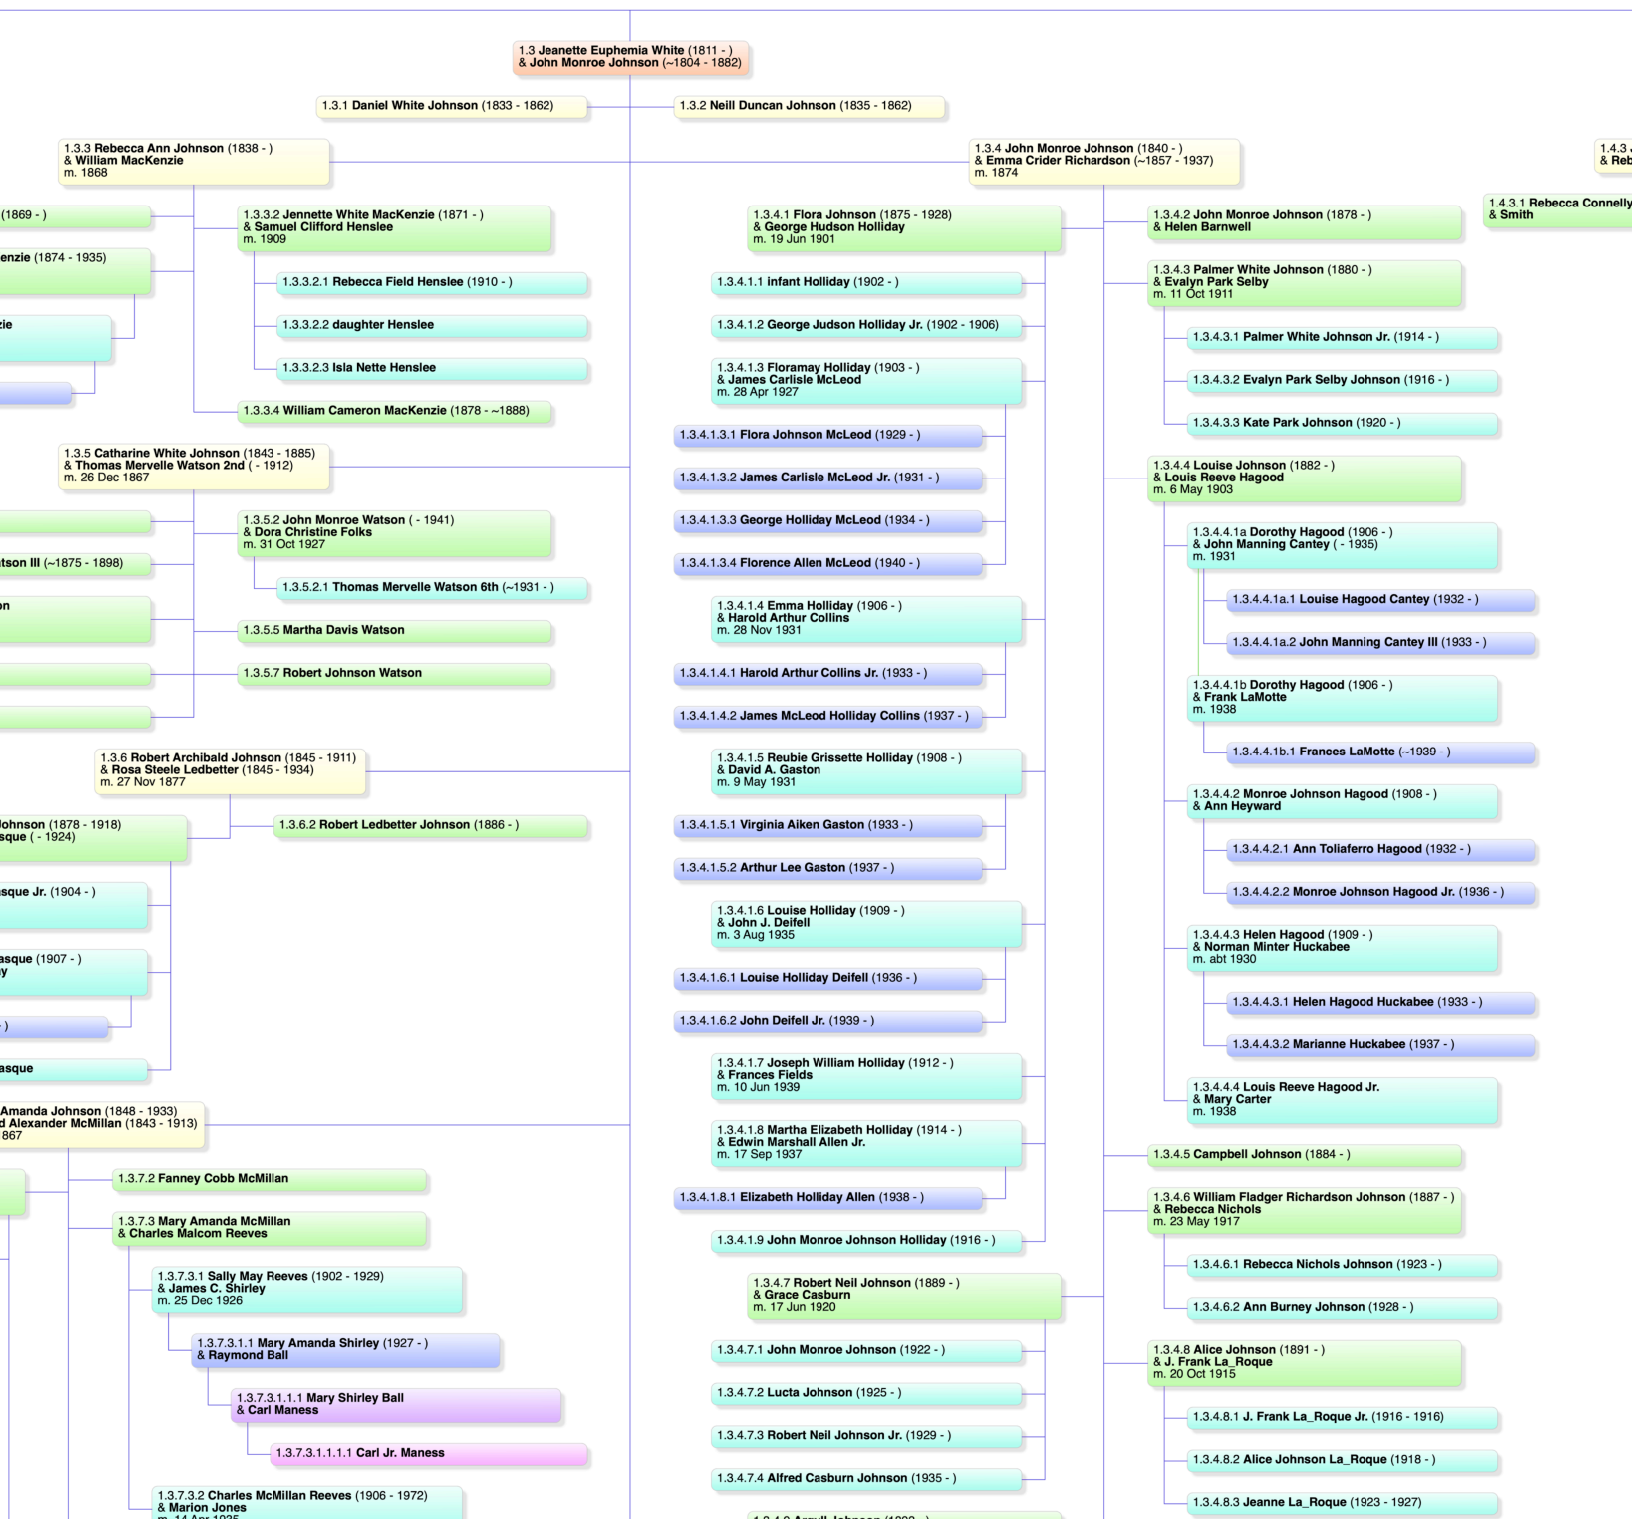 1.3 Jeanette Euphemia White (1811 - )
& John Monroe Johnson (~1804 - 1882)
1.3.1 Daniel White Johnson (1833 - 1862)
1.3.2 Neill Duncan Johnson (1835 - 1862)
1.3.3 Rebecca Ann Johnson (1838 - )
& William MacKenzie
m. 1868
1.3.4 John Monroe Johnson (1840 - )
& Emma Crider Richardson (~1857 - 1937)
m. 1874
1.4.3
& Reb
(1869 - )
1.3.3.2 Jennette White MacKenzie (1871 - )
& Samuel Clifford Henslee
m. 1909
enzie (1874 - 1935)
zie
1.3.3.2.1 Rebecca Field Henslee (1910 - )
1.3.3.2.2 daughter Henslee
1.3.3.2.3 Isla Nette Henslee
1.3.3.4 William Cameron MacKenzie (1878 - ~1888)
1.3.4.1 Flora Johnson (1875 - 1928)
& George Hudson Holliday
m. 19 Jun 1901
1.3.4.1.1 infant Holliday (1902 - )
1.3.4.1.2 George Judson Holliday Jr. (1902 - 1906)
1.3.4.1.3 Floramay Holliday (1903 - )
& James Carlisle McLeod
m. 28 Apr 1927
1.3.4.1.3.1 Flora Johnson McLeod (1929 - )
1.3.4.1.3.2 James Carlisle McLeod Jr. (1931 - )
1.3.4.1.3.3 George Holliday McLeod (1934 - )
1.3.4.1.3.4 Florence Allen McLeod (1940 - )
1.3.4.1.4 Emma Holliday (1906 - )
& Harold Arthur Collins
m. 28 Nov 1931
1.3.4.1.4.1 Harold Arthur Collins Jr. (1933 - )
1.3.4.1.4.2 James McLeod Holliday Collins (1937 - )
1.3.4.1.5 Reubie Grissette Holliday (1908 - )
& David A. Gaston
m. 9 May 1931
1.3.4.1.5.1 Virginia Aiken Gaston (1933 - )
1.3.4.1.5.2 Arthur Lee Gaston (1937 - )
1.3.4.1.6 Louise Holliday (1909 - )
& John J. Deifell
m. 3 Aug 1935
1.3.4.1.6.1 Louise Holliday Deifell (1936 - )
1.3.4.1.6.2 John Deifell Jr. (1939 - )
1.3.4.1.7 Joseph William Holliday (1912 - )
& Frances Fields
m. 10 Jun 1939
1.3.4.1.8 Martha Elizabeth Holliday (1914 - )
& Edwin Marshall Allen Jr.
m. 17 Sep 1937
1.3.4.1.8.1 Elizabeth Holliday Allen (1938 - )
1.3.4.1.9 John Monroe Johnson Holliday (1916 - )
1.3.4.7 Robert Neil Johnson (1889 - )
& Grace Casburn
m. 17 Jun 1920
1.3.4.7.1 John Monroe Johnson (1922 - )
1.3.4.7.2 Lucta Johnson (1925 - )
1.3.4.7.3 Robert Neil Johnson Jr. (1929 - )
1.3.4.7.4 Alfred Casburn Johnson (1935 - )
1.3.4.2 John Monroe Johnson (1878 - )
& Helen Barnwell
1.3.4.3 Palmer White Johnson (1880 - )
& Evalyn Park Selby
m. 11 Oct 1911
1.3.4.3.1 Palmer White Johnson Jr. (1914 - )
1.3.4.3.2 Evalyn Park Selby Johnson (1916 - )
1.3.4.3.3 Kate Park Johnson (1920 - )
1.3.4.4 Louise Johnson (1882 - )
& Louis Reeve Hagood
m. 6 May 1903
1.3.4.4.1a Dorothy Hagood (1906 - )
& John Manning Cantey ( - 1935)
m. 1931
1.3.4.4.1a.1 Louise Hagood Cantey (1932 - )
1.3.4.4.1a.2 John Manning Cantey III (1933 - )
1.3.4.4.1b Dorothy Hagood (1906 - )
& Frank LaMotte
m. 1938
1.3.4.4.1b.1 Frances LaMotte (~1939 - )
1.3.4.4.2 Monroe Johnson Hagood (1908 - )
& Ann Heyward
1.3.4.4.2.1 Ann Toliaferro Hagood (1932 - )
1.3.4.4.2.2 Monroe Johnson Hagood Jr. (1936 - )
1.3.4.4.3 Helen Hagood (1909 - )
& Norman Minter Huckabee
m. abt 1930
1.3.4.4.3.1 Helen Hagood Huckabee (1933 - )
1.3.4.4.3.2 Marianne Huckabee (1937 - )
1.3.4.4.4 Louis Reeve Hagood Jr.
& Mary Carter
m. 1938
1.3.4.5 Campbell Johnson (1884 - )
1.3.4.6 William Fladger Richardson Johnson (1887 - )
& Rebecca Nichols
m. 23 May 1917
1.3.4.6.1 Rebecca Nichols Johnson (1923 - )
1.3.4.6.2 Ann Burney Johnson (1928 - )
1.3.4.8 Alice Johnson (1891 - )
& J. Frank La_Roque
m. 20 Oct 1915
1.3.4.8.1 J. Frank La_Roque Jr. (1916 - 1916)
1.3.4.8.2 Alice Johnson La_Roque (1918 - )
1.3.4.8.3 Jeanne La_Roque (1923 - 1927)
1.4.3.1 Rebecca Connelly
& Smith
1.3.5 Catharine White Johnson (1843 - 1885)
& Thomas Mervelle Watson 2nd ( - 1912)
m. 26 Dec 1867
1.3.5.2 John Monroe Watson ( - 1941)
& Dora Christine Folks
m. 31 Oct 1927
tson III (~1875 - 1898)
1.3.5.2.1 Thomas Mervelle Watson 6th (~1931 - )
on
1.3.5.5 Martha Davis Watson
1.3.5.7 Robert Johnson Watson
1.3.6 Robert Archibald Johnson (1845 - 1911)
& Rosa Steele Ledbetter (1845 - 1934)
m. 27 Nov 1877
Johnson (1878 - 1918)
sque ( - 1924)
1.3.6.2 Robert Ledbetter Johnson (1886 - )
asque Jr. (1904 - )
asque (1907 - )
y
- )
asque
Amanda Johnson (1848 - 1933)
d Alexander McMillan (1843 - 1913)
867
1.3.7.2 Fanney Cobb McMillan
1.3.7.3 Mary Amanda McMillan
& Charles Malcom Reeves
1.3.7.3.1 Sally May Reeves (1902 - 1929)
& James C. Shirley
m. 25 Dec 1926
1.3.7.3.1.1 Mary Amanda Shirley (1927 - )
& Raymond Ball
1.3.7.3.1.1.1 Mary Shirley Ball
& Carl Maness
1.3.7.3.1.1.1.1 Carl Jr. Maness
1.3.7.3.2 Charles McMillan Reeves (1906 - 1972)
& Marion Jones